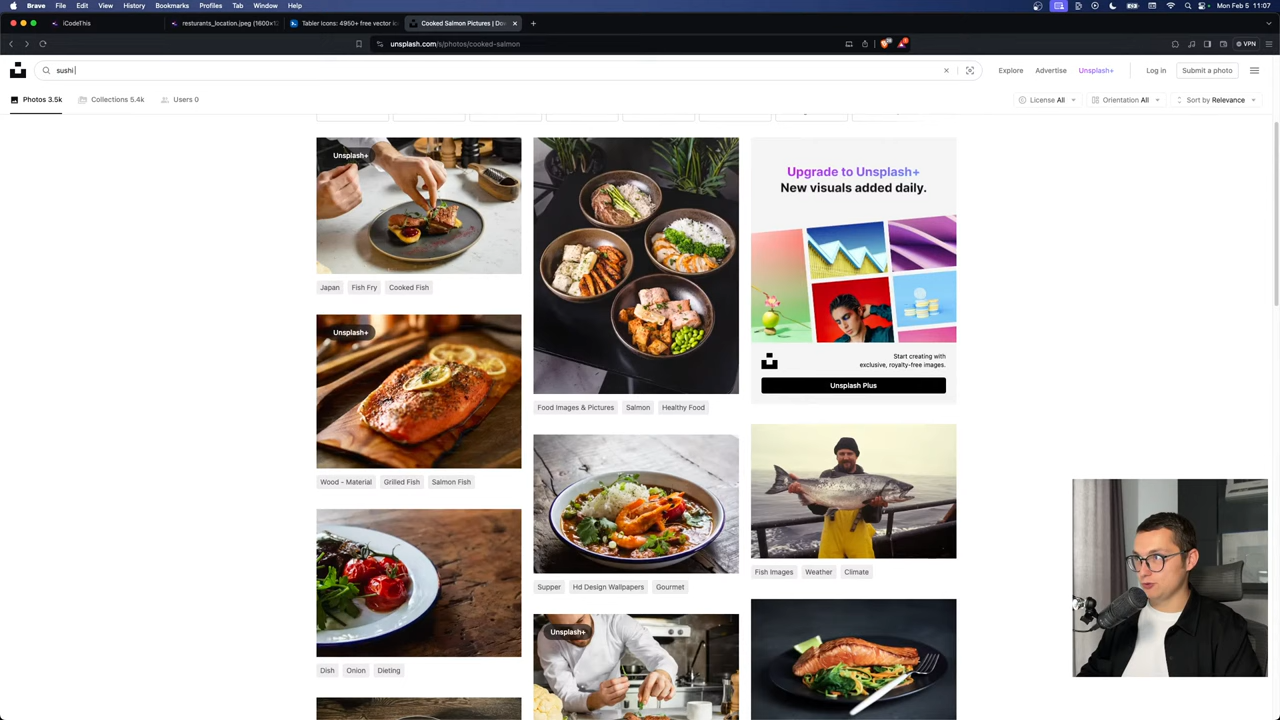 Brave File Edit View History Bookmarks Profiles Tab Window Help
Mon Feb 5 11:07
iCodeThis
resturants_location.jpeg (1600×1
Tabler Icons: 4950+ free vector ic
Cooked Salmon Pictures | Dow
unsplash.com/s/photos/cooked-salmon
VPN
sushi
Explore Advertise Unsplash+ Log in Submit a photo
Photos 3.5k Collections 5.4k Users 0
License All Orientation All Sort by Relevance
Unsplash+
Japan Fish Fry Cooked Fish
Unsplash+
Wood - Material Grilled Fish Salmon Fish
Dish Onion Dieting
Food Images & Pictures Salmon Healthy Food
Supper Hd Design Wallpapers Gourmet
Unsplash+
Upgrade to Unsplash+
New visuals added daily.
Start creating with
exclusive, royalty-free images.
Unsplash Plus
Fish Images Weather Climate